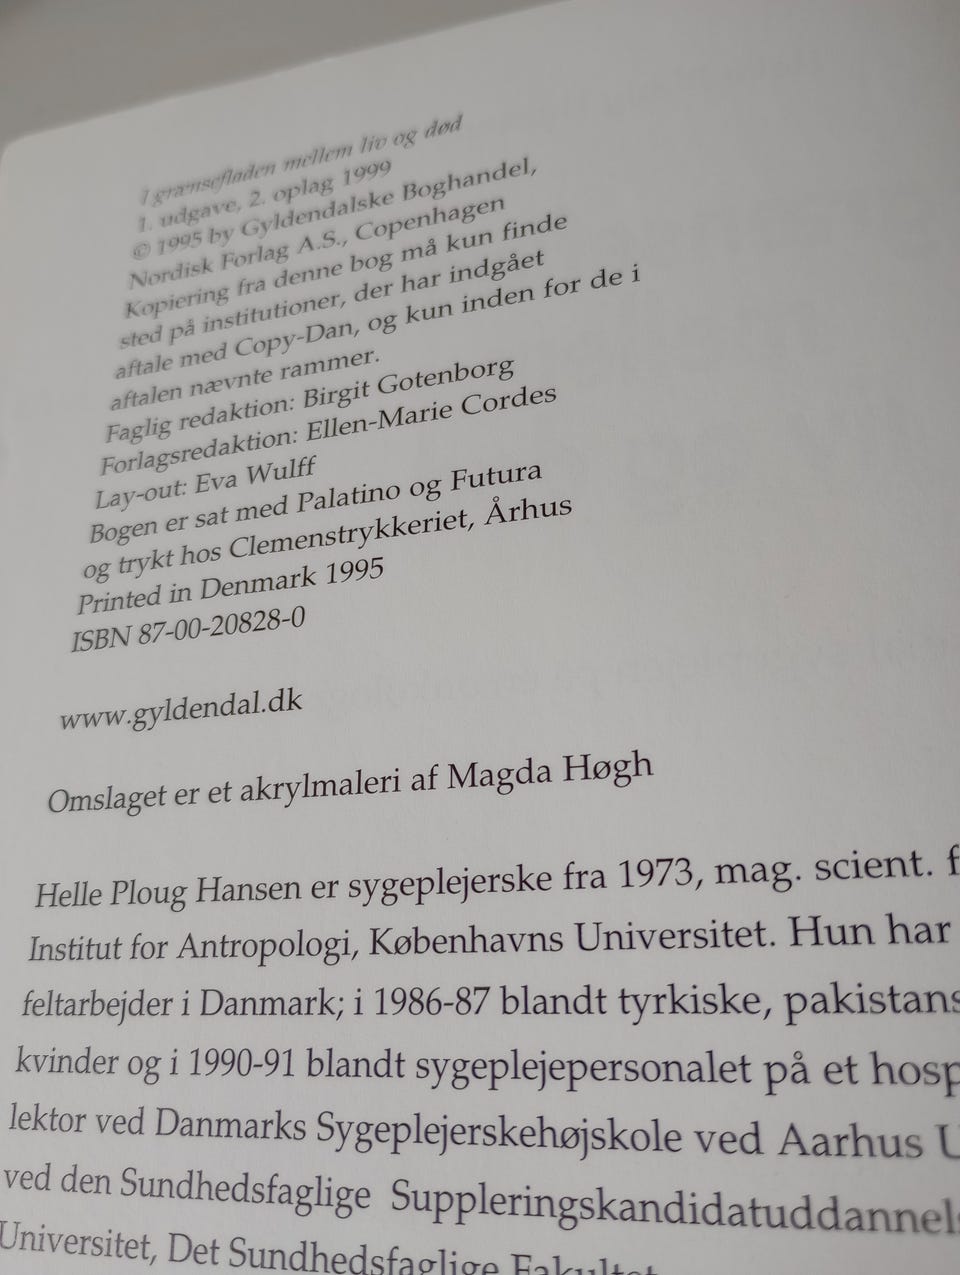 I grænsefladen mellem liv og død
1. udgave, 2. oplag 1999
© 1995 by Gyldendalske Boghandel,
Nordisk Forlag A.S., Copenhagen
Kopiering fra denne bog må kun finde
sted på institutioner, der har indgået
aftale med Copy-Dan, og kun inden for de i
aftalen nævnte rammer.
Faglig redaktion: Birgit Gotenborg
Forlagsredaktion: Ellen-Marie Cordes
Lay-out: Eva Wulff
Bogen er sat med Palatino og Futura
og trykt hos Clemenstrykkeriet, Århus
Printed in Denmark 1995
ISBN 87-00-20828-0
www.gyldendal.dk
Omslaget er et akrylmaleri af Magda Høgh
Helle Ploug Hansen er sygeplejerske fra 1973, mag. scient. f
Institut for Antropologi, Københavns Universitet. Hun har
feltarbejder i Danmark; i 1986-87 blandt tyrkiske, pakistans
kvinder og i 1990-91 blandt sygeplejepersonalet på et hosp
lektor ved Danmarks Sygeplejerskehøjskole ved Aarhus U
ved den Sundhedsfaglige Suppleringskandidatuddannels
Universitet, Det Sundhedsfaglige Fakultet